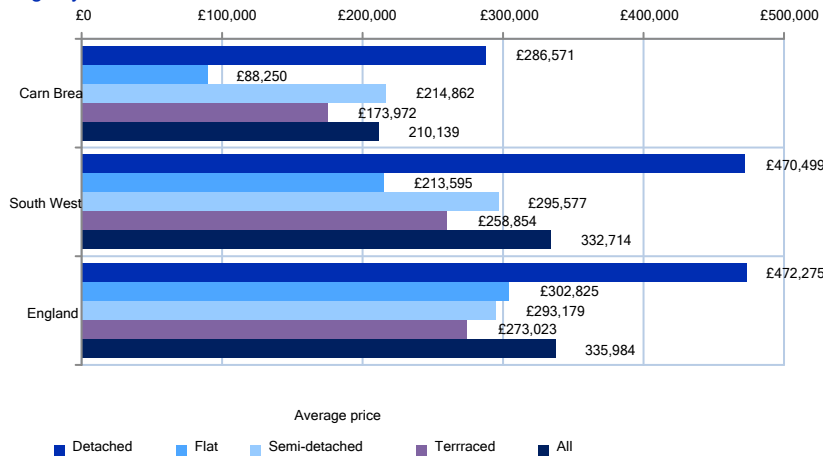 £0 £100,000 £200,000 £300,000 £400,000 £500,000
£286,571
£88,250
Carn Brea £214,862
£173,972
210,139
£470,499
£213,595
South West £295,577
£258,854
332,714
£472,275
£302,825
England £293,179
£273,023
335,984
Average price
Detached Flat Semi-detached Terrraced All